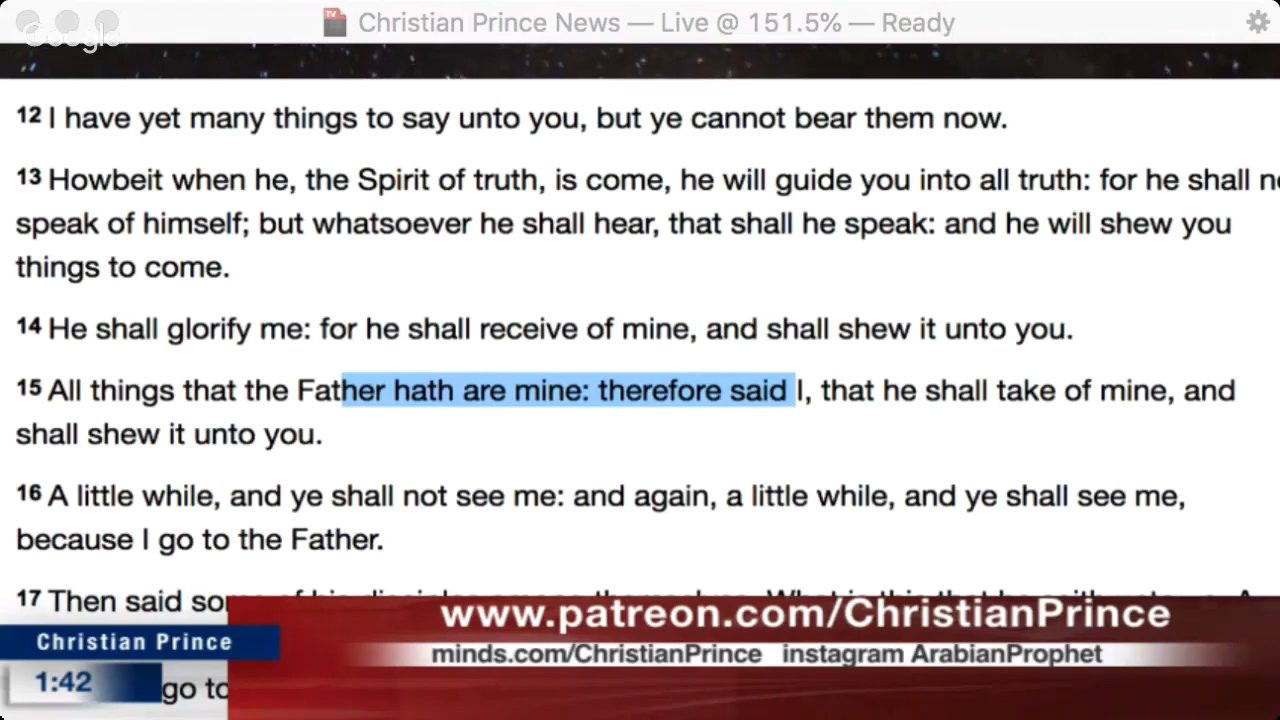 Christian Prince News — Live @ 151.5% — Ready
Google
12 I have yet many things to say unto you, but ye cannot bear them now.
13 Howbeit when he, the Spirit of truth, is come, he will guide you into all truth: for he shall
speak of himself; but whatsoever he shall hear, that shall he speak: and he will shew you
things to come.
14 He shall glorify me: for he shall receive of mine, and shall shew it unto you.
15 All things that the Father hath are mine: therefore said I, that he shall take of mine, and
shall shew it unto you.
16 A little while, and ye shall not see me: and again, a little while, and ye shall see me,
because I go to the Father.
17 Then said
www.patreon.com/ChristianPrince
Christian Prince
minds.com/ChristianPrince instagram ArabianProphet
1:42
go to